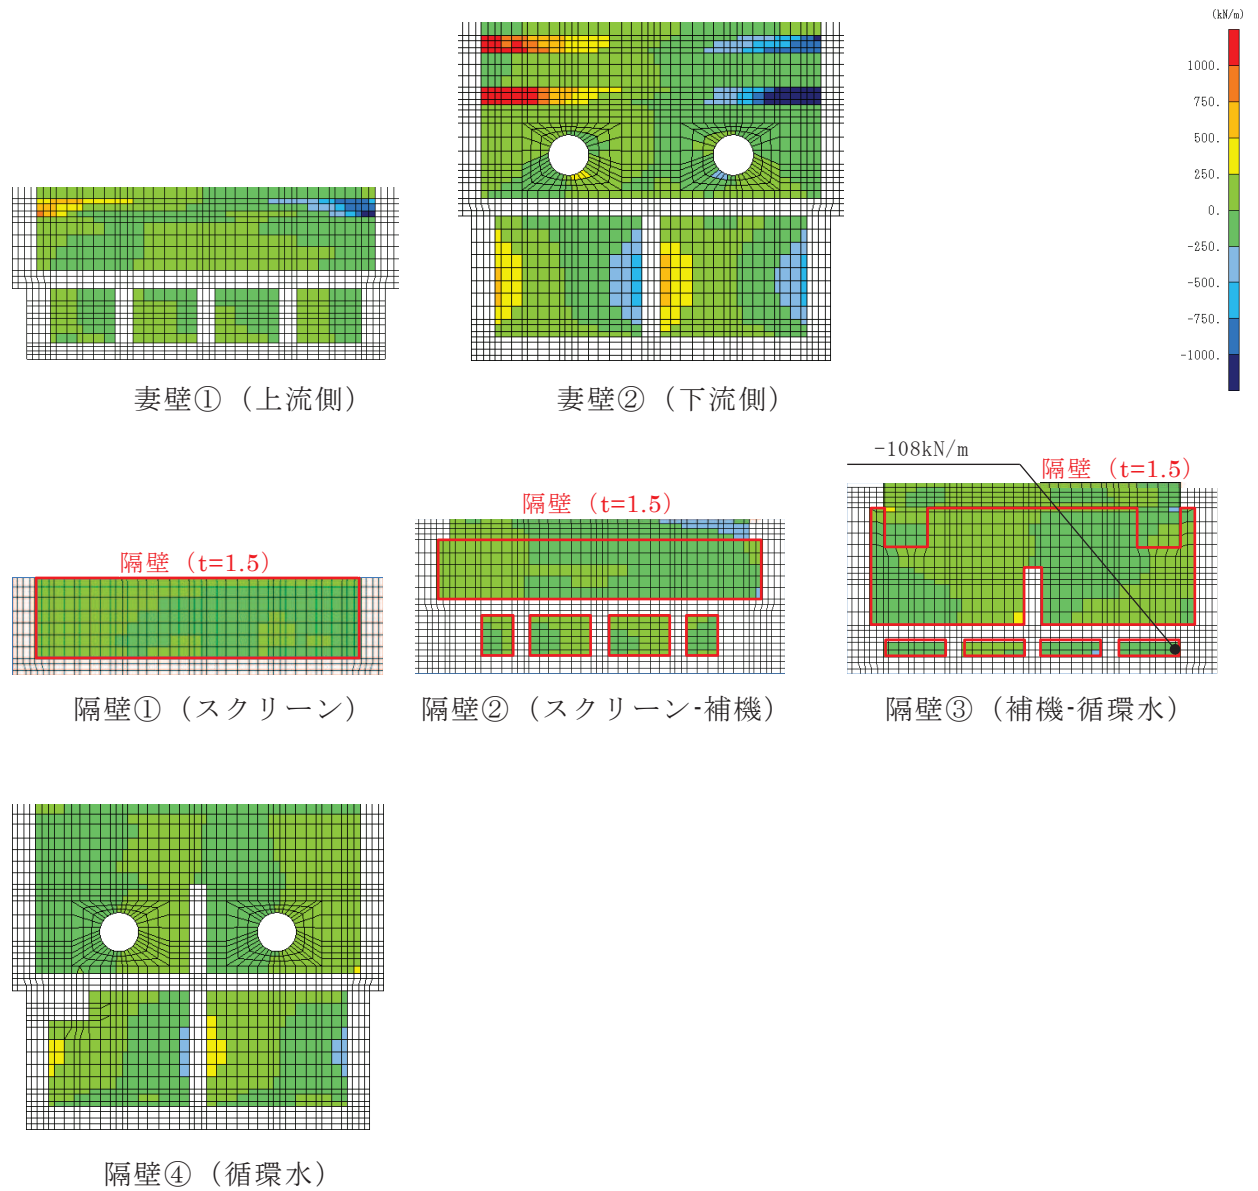 (kN/m)
1000.
750.
500.
250.
0.
-250.
-500.
-750.
-1000.
妻壁①（上流側）
妻壁②（下流側）
-108kN/m
隔壁（t=1.5）
隔壁（t=1.5）
隔壁（t=1.5）
隔壁①（スクリーン）
隔壁②（スクリーン-補機）
隔壁③（補機-循環水）
隔壁④（循環水）